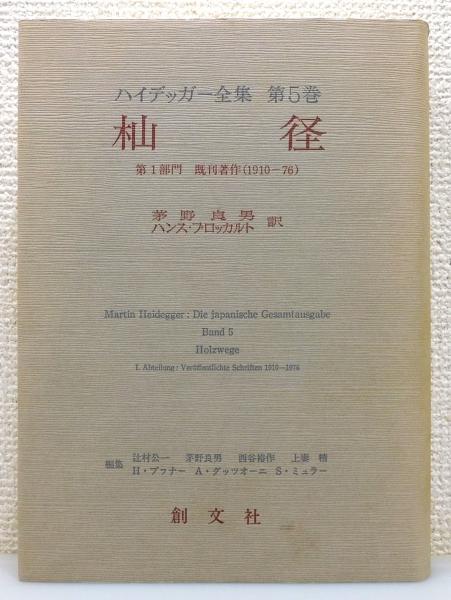 ハイデッガー全集 第5巻
杣径
第1部門 既刊著作(1910−76)
茅野良男
ハンス・ブロッカルト 訳
Martin Heidegger : Die japanische Gesamtausgabe
Band 5
Holzwege
I. Abteilung : Veröffentlichte Schriften 1910−1976
編集 辻村公一 茅野良男 西谷裕作 上妻精
H・ブフナー A・グッツオーニ S・ミュラー
創文社